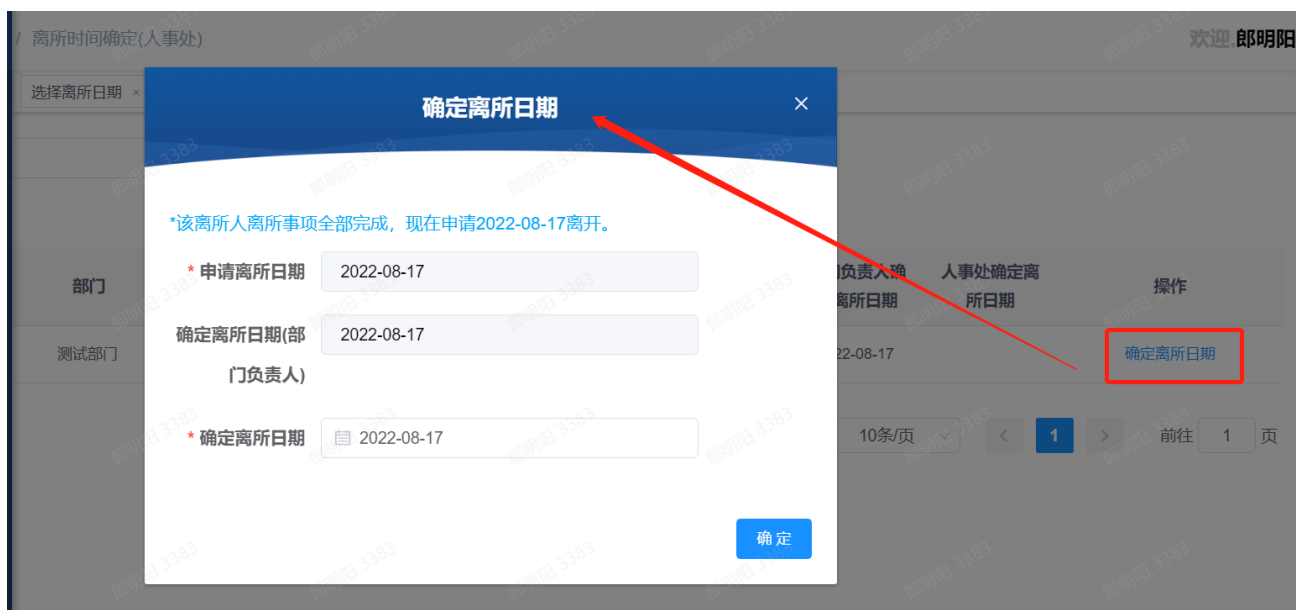 / 离所时间确定(人事处)
欢迎,郎明阳
选择离所日期 ×
确定离所日期
×
*该离所人离所事项全部完成，现在申请2022-08-17离开。
* 申请离所日期 2022-08-17
确定离所日期(部
门负责人)
2022-08-17
* 确定离所日期 2022-08-17
确 定
部门
负责人确
离所日期
人事处确定离
所日期
操作
测试部门
22-08-17
确定离所日期
10条/页
1
前往 1 页
郎明阳 3383